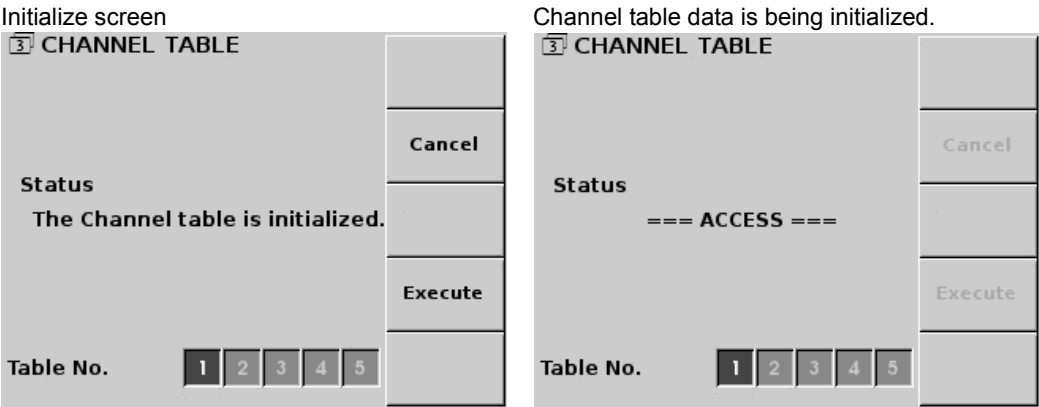 Initialize screen
3 CHANNEL TABLE
Cancel
Status
The Channel table is initialized.
Execute
Table No. 1 2 3 4 5
Channel table data is being initialized.
3 CHANNEL TABLE
Cancel
Status
=== ACCESS ===
Execute
Table No. 1 2 3 4 5